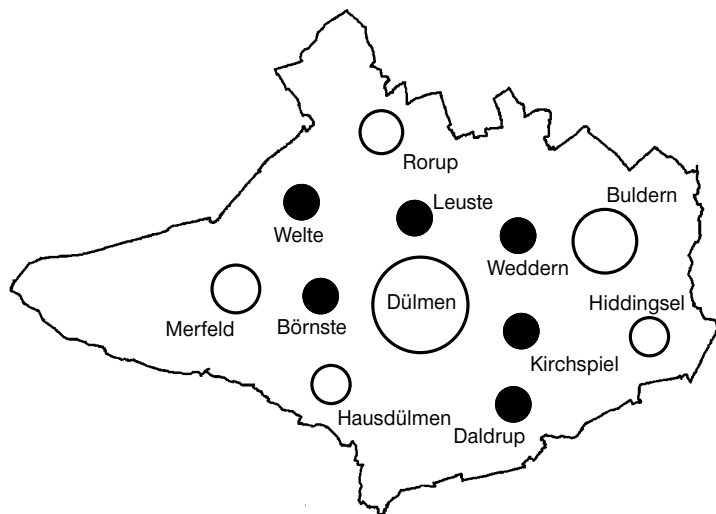 Rorup
Buldern
Leuste
Welte
Weddern
Dülmen
Hiddingsel
Merfeld
Börnste
Kirchspiel
Hausdülmen
Daldrup